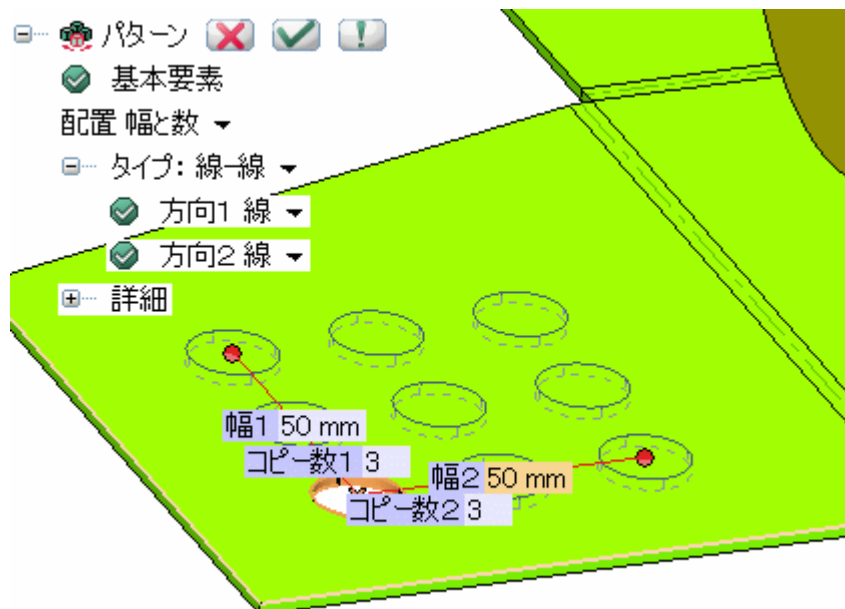 パターン
基本要素
配置 幅と数
タイプ: 線-線
方向1 線
方向2 線
詳細
幅1 50 mm
コピー数1 3
幅2 50 mm
コピー数2 3